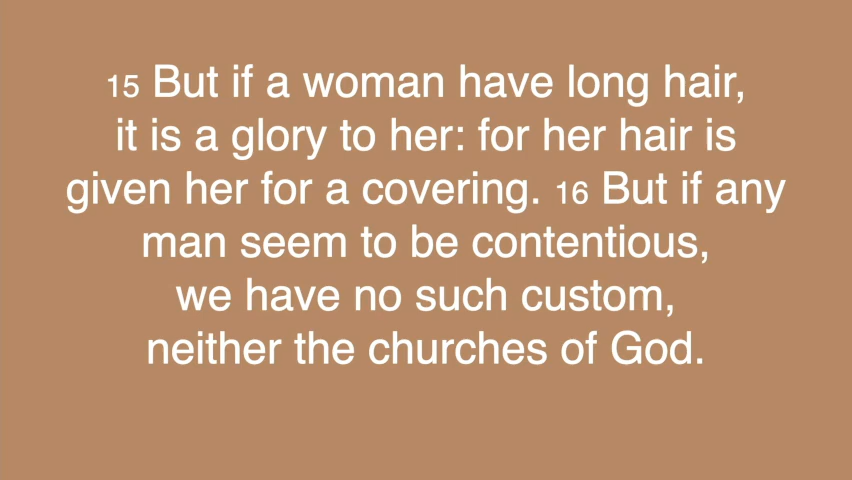 15 But if a woman have long hair,
it is a glory to her: for her hair is
given her for a covering. 16 But if any
man seem to be contentious,
we have no such custom,
neither the churches of God.